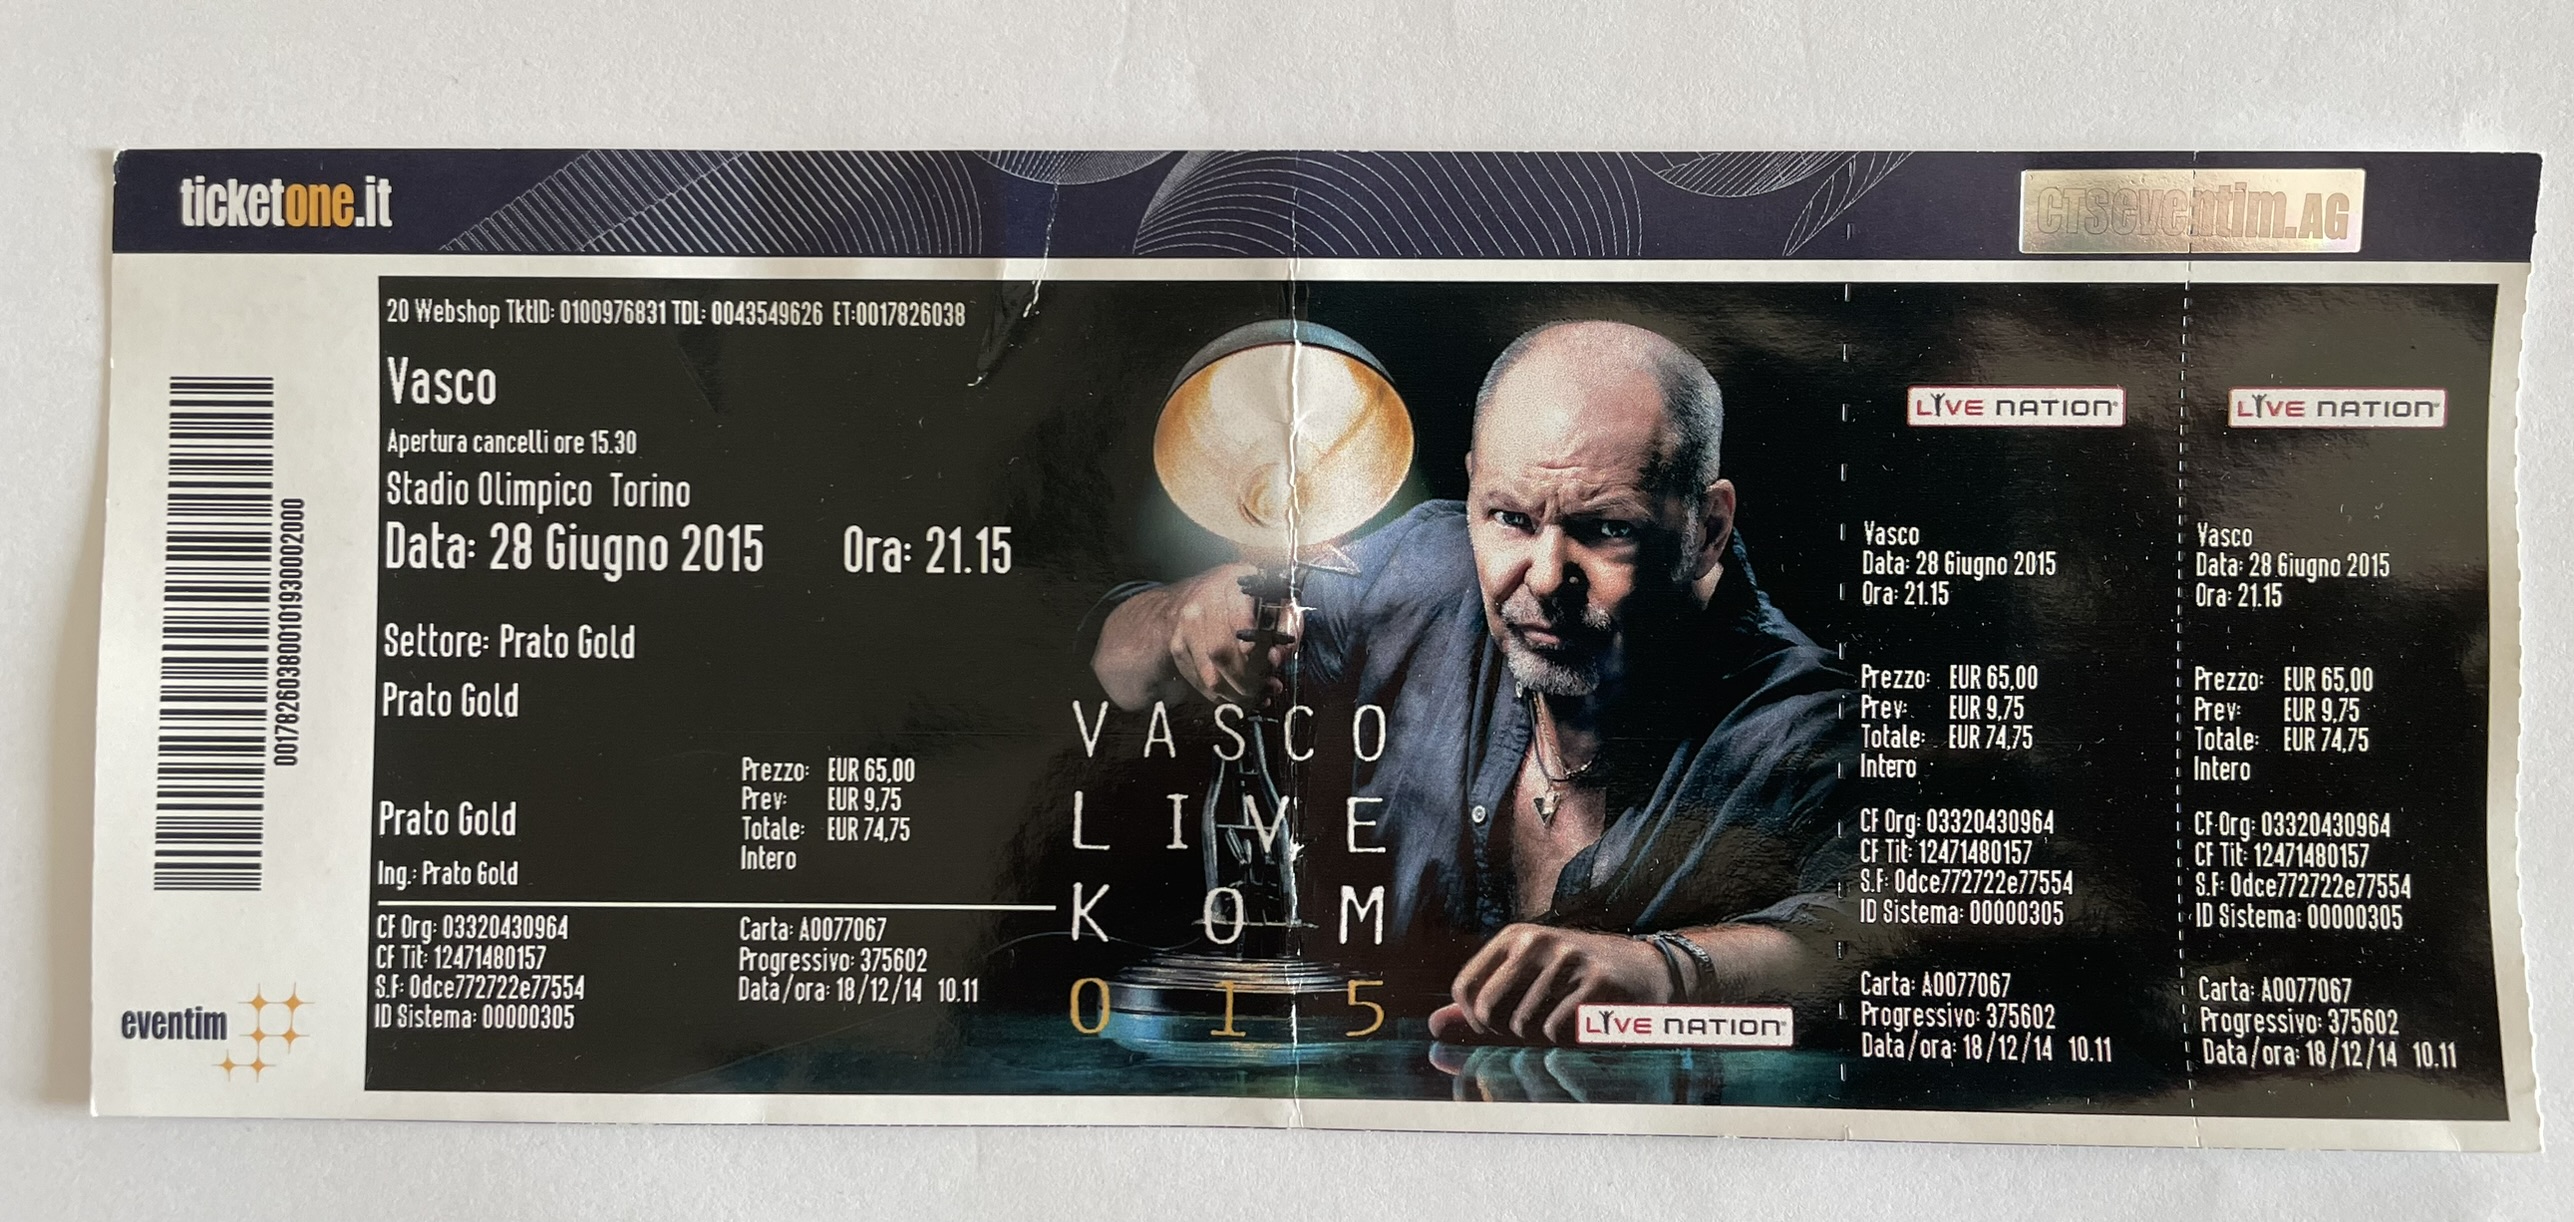 ticketone.it
CTSeventim.AG
20 Webshop TktID: 0100976831 TDL: 0043549626 ET:0017826038
Vasco
Apertura cancelli ore 15.30
Stadio Olimpico Torino
Data: 28 Giugno 2015 Ora: 21.15
Settore: Prato Gold
Prato Gold
Prato Gold
Ing.: Prato Gold
Prezzo: EUR 65,00
Prev: EUR 9,75
Totale: EUR 74,75
Intero
CF Org: 03320430964
CF Tit: 12471480157
S.F: 0dce772722e77554
ID Sistema: 00000305
Carta: A0077067
Progressivo: 375602
Data/ora: 18/12/14 10.11
001782603800101930002000
eventim
VASCO
LIVE
KOM
015
LIVE NATION
LIVE NATION
Vasco
Data: 28 Giugno 2015
Ora: 21.15
Prezzo: EUR 65,00
Prev: EUR 9,75
Totale: EUR 74,75
Intero
CF Org: 03320430964
CF Tit: 12471480157
S.F: 0dce772722e77554
ID Sistema: 00000305
Carta: A0077067
Progressivo: 375602
Data/ora: 18/12/14 10.11
LIVE NATION
Vasco
Data: 28 Giugno 2015
Ora: 21.15
Prezzo: EUR 65,00
Prev: EUR 9,75
Totale: EUR 74,75
Intero
CF Org: 03320430964
CF Tit: 12471480157
S.F: 0dce772722e77554
ID Sistema: 00000305
Carta: A0077067
Progressivo: 375602
Data/ora: 18/12/14 10.11